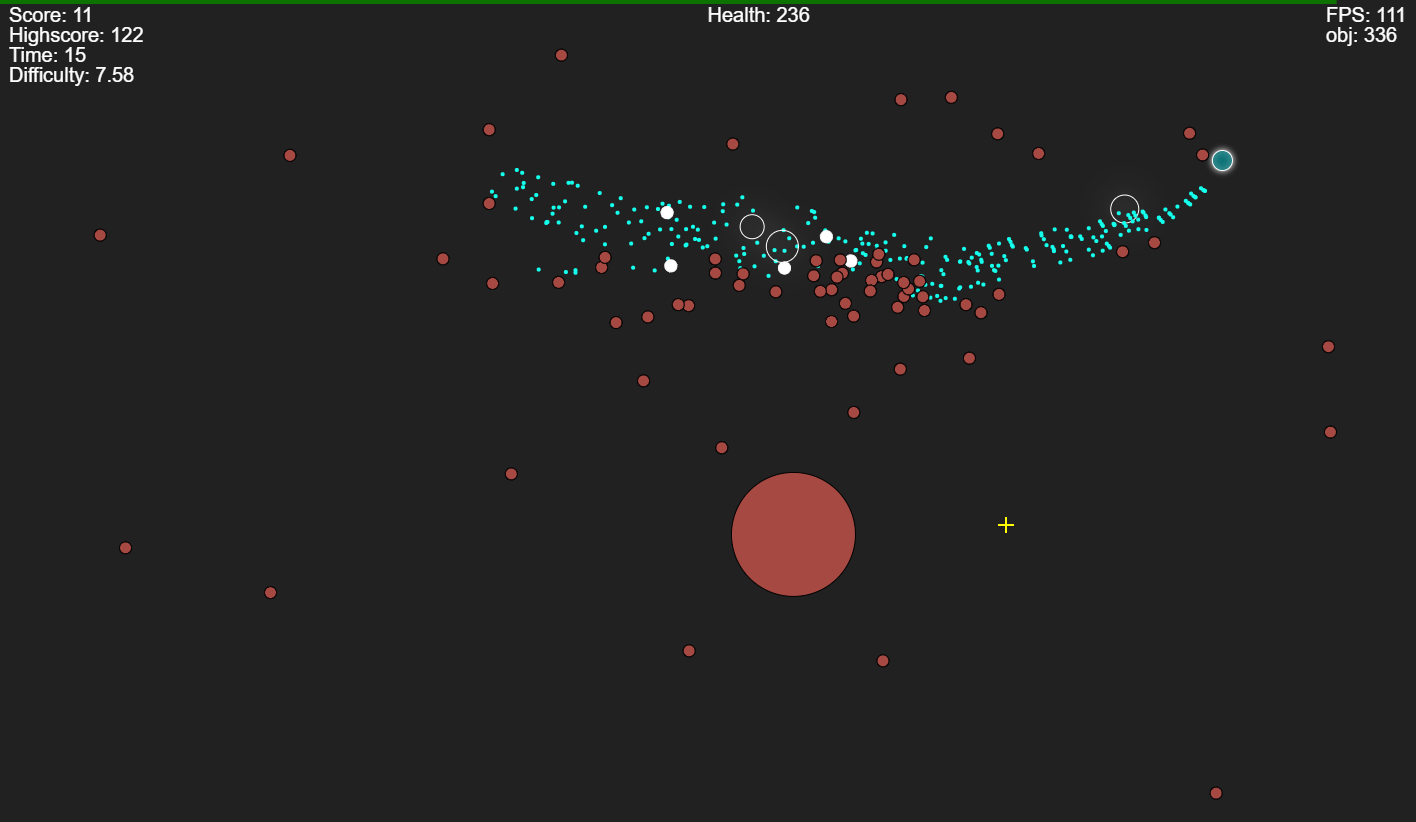 Score: 11
Highscore: 122
Time: 15
Difficulty: 7.58
Health: 236
FPS: 111
obj: 336